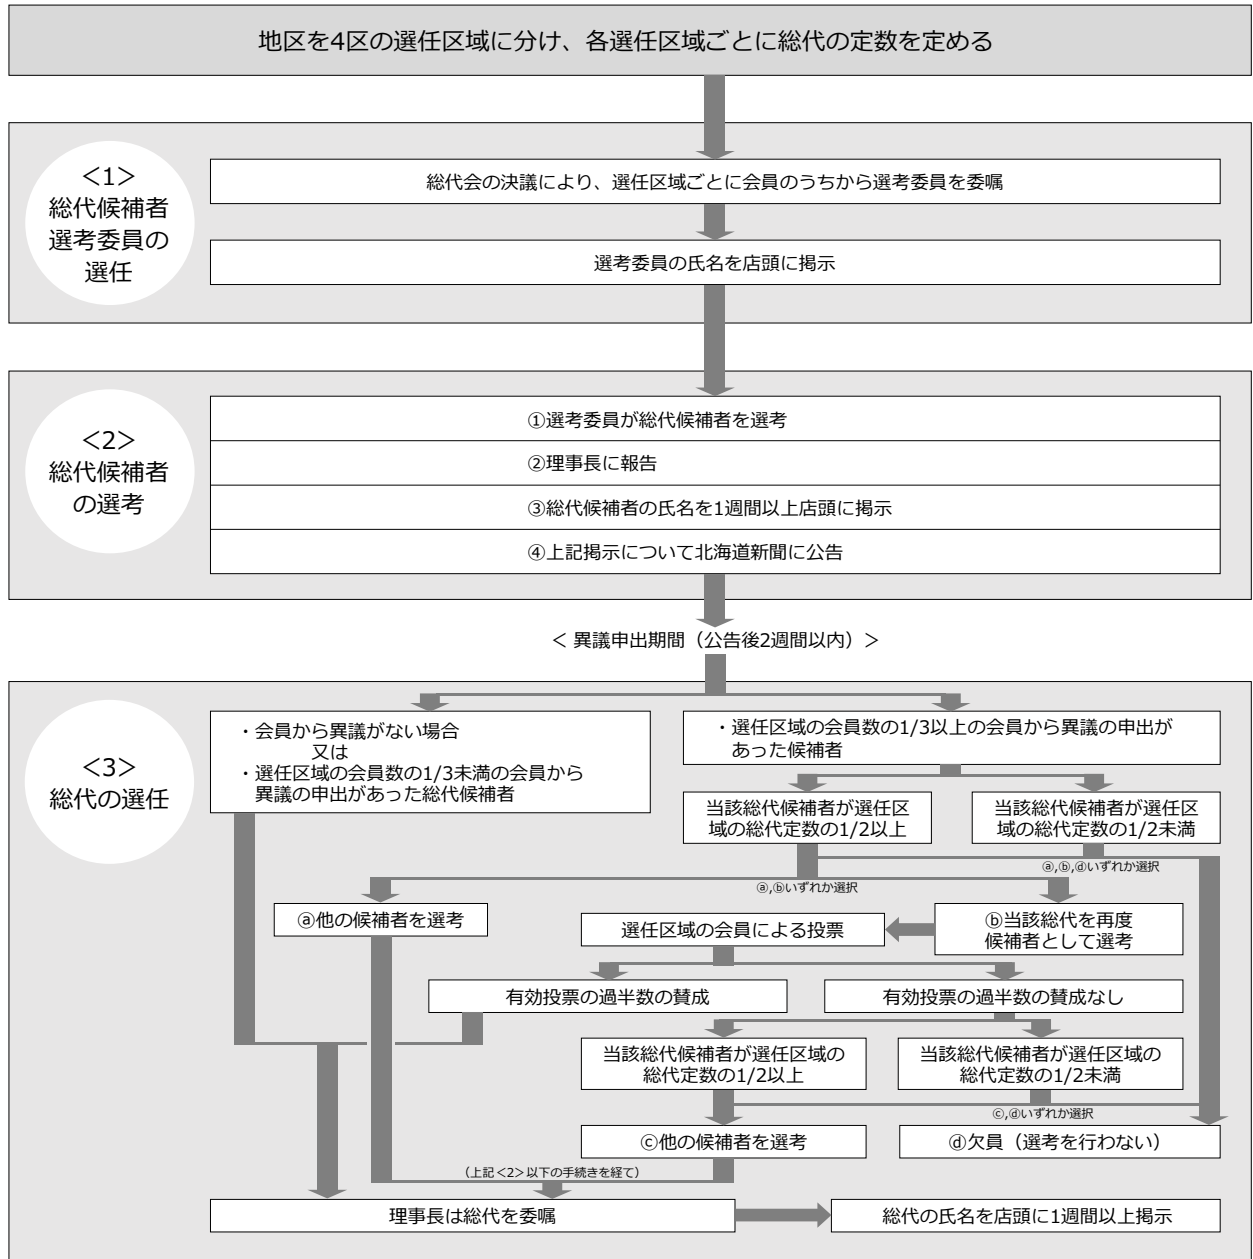 地区を4区の選任区域に分け、各選任区域ごとに総代の定数を定める
<1>
総代候補者
選考委員の
選任
総代会の決議により、選任区域ごとに会員のうちから選考委員を委嘱
選考委員の氏名を店頭に掲示
<2>
総代候補者
の選考
①選考委員が総代候補者を選考
②理事長に報告
③総代候補者の氏名を1週間以上店頭に掲示
④上記掲示について北海道新聞に公告
< 異議申出期間（公告後2週間以内）>
<3>
総代の選任
・会員から異議がない場合
又は
・選任区域の会員数の1/3未満の会員から
異議の申出があった総代候補者
・選任区域の会員数の1/3以上の会員から異議の申出が
あった候補者
当該総代候補者が選任区
域の総代定数の1/2以上
当該総代候補者が選任区
域の総代定数の1/2未満
ⓐ,ⓑ,ⓓいずれか選択
ⓐ,ⓑいずれか選択
ⓐ他の候補者を選考
選任区域の会員による投票
ⓑ当該総代を再度
候補者として選考
有効投票の過半数の賛成
有効投票の過半数の賛成なし
当該総代候補者が選任区域の
総代定数の1/2以上
当該総代候補者が選任区域の
総代定数の1/2未満
ⓒ,ⓓいずれか選択
ⓒ他の候補者を選考
ⓓ欠員（選考を行わない）
（上記<2>以下の手続きを経て）
理事長は総代を委嘱
総代の氏名を店頭に1週間以上掲示